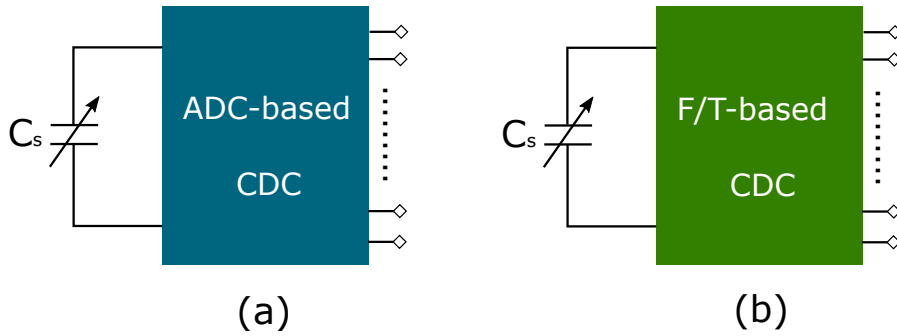 Cs
ADC-based
CDC
(a)
Cs
F/T-based
CDC
(b)